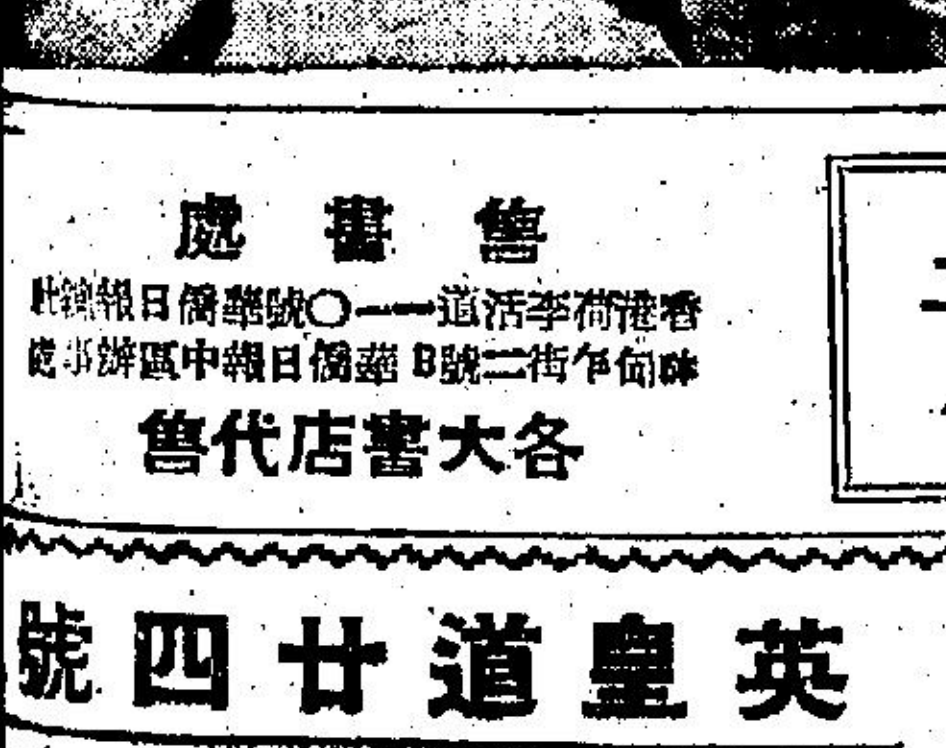 售書處
香港荷李活道一一〇號華僑日報總社
砵甸乍街二號B華僑日報中區辦事處
各大書店代售
英皇道廿四號